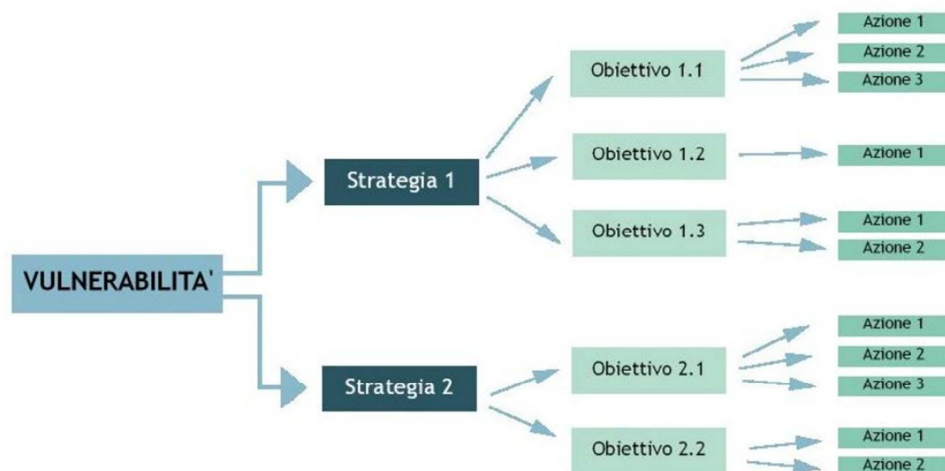 Azione 1
Azione 2
Azione 3
Obiettivo 1.1
Obiettivo 1.2
Azione 1
Strategia 1
Obiettivo 1.3
Azione 1
Azione 2
VULNERABILITA'
Azione 1
Azione 2
Azione 3
Obiettivo 2.1
Strategia 2
Obiettivo 2.2
Azione 1
Azione 2